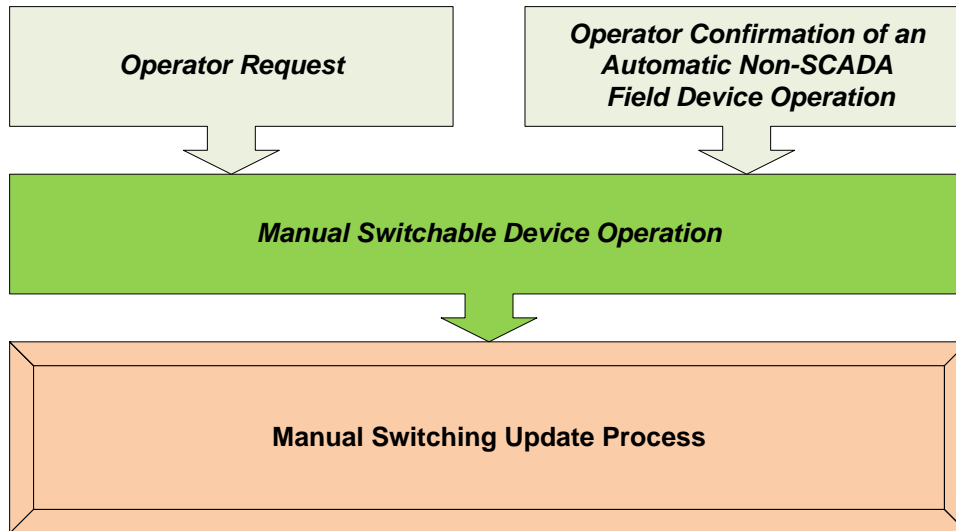 Operator Request
Operator Confirmation of an
Automatic Non-SCADA
Field Device Operation
Manual Switchable Device Operation
Manual Switching Update Process